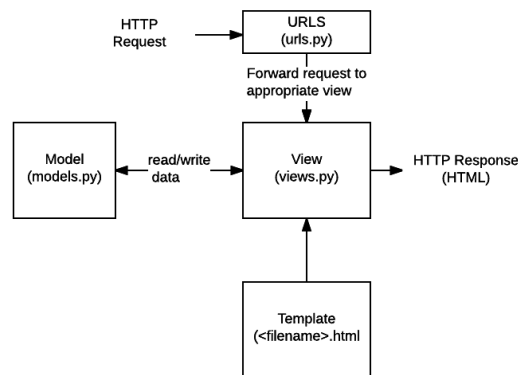 HTTP
Request
URLS
(urls.py)
Forward request to
appropriate view
Model
(models.py)
read/write
data
View
(views.py)
HTTP Response
(HTML)
Template
(<filename>.html